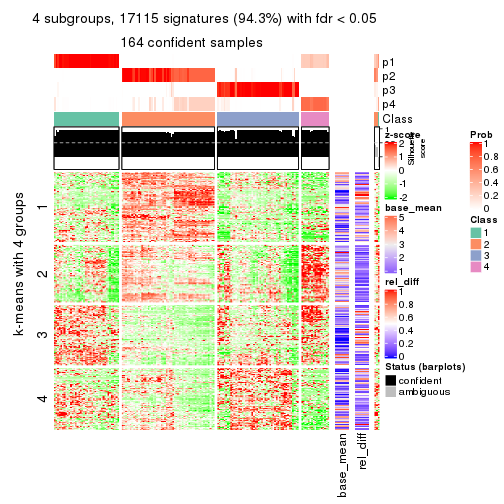 4 subgroups, 17115 signatures (94.3%) with fdr < 0.05
164 confident samples
p1
p2
p3
p4
Class
1
Silhouette
score
k-means with 4 groups
1
2
3
4
base_mean
rel_diff
z-score
2
1
0
-1
-2
base_mean
5
4
3
2
1
rel_diff
1
0.8
0.6
0.4
0.2
0
Status (barplots)
confident
ambiguous
Prob
1
0.8
0.6
0.4
0.2
0
Class
1
2
3
4